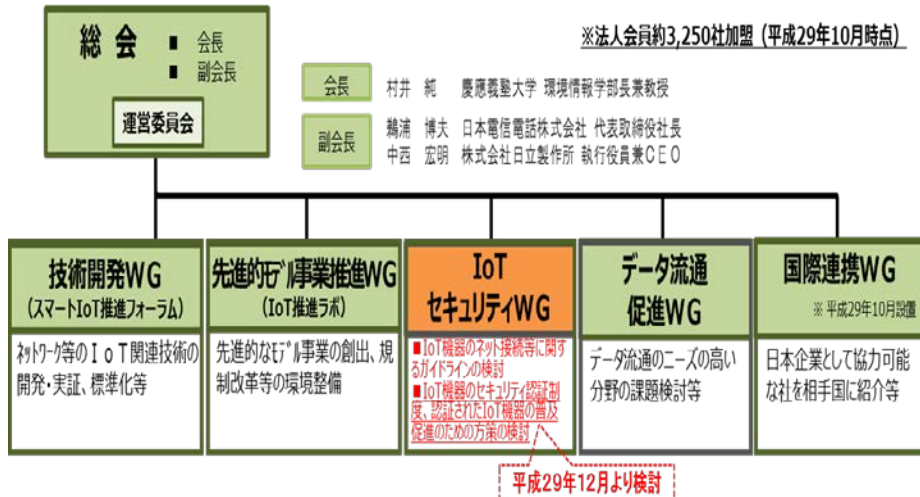 総会
■ 会長
■ 副会長
運営委員会
※法人会員約3,250社加盟（平成29年10月時点）
会長
村井 純 慶應義塾大学 環境情報学部長兼教授
副会長
鵜浦 博夫 日本電信電話株式会社 代表取締役社長
中西 宏明 株式会社日立製作所 執行役員兼ＣＥＯ
技術開発WG
（スマートIoT推進フォーラム）
ネットワーク等のＩｏＴ関連技術の
開発・実証、標準化等
先進的モデル事業推進WG
（IoT推進ラボ）
先進的なモデル事業の創出、規
制改革等の環境整備
IoT
セキュリティWG
■IoT機器のネット接続等に関す
るガイドラインの検討
■IoT機器のセキュリティ認証制
度、認証されたIoT機器の普及
促進のための方策の検討
平成29年12月より検討
データ流通
促進WG
データ流通のニーズの高い
分野の課題検討等
国際連携WG
※ 平成29年10月設置
日本企業として協力可能
な社を相手国に紹介等